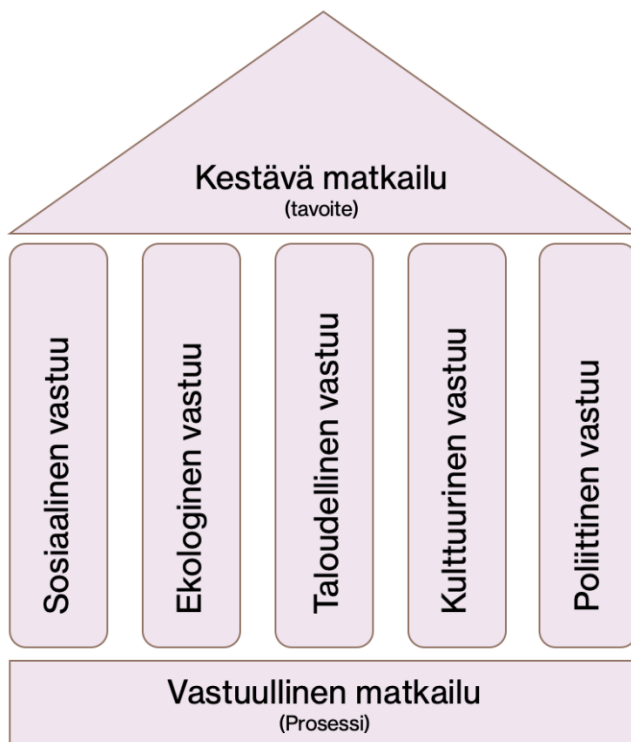 Kestävä matkailu
(tavoite)
Sosiaalinen vastuu
Ekologinen vastuu
Taloudellinen vastuu
Kulttuurinen vastuu
Poliittinen vastuu
Vastuullinen matkailu
(Prosessi)